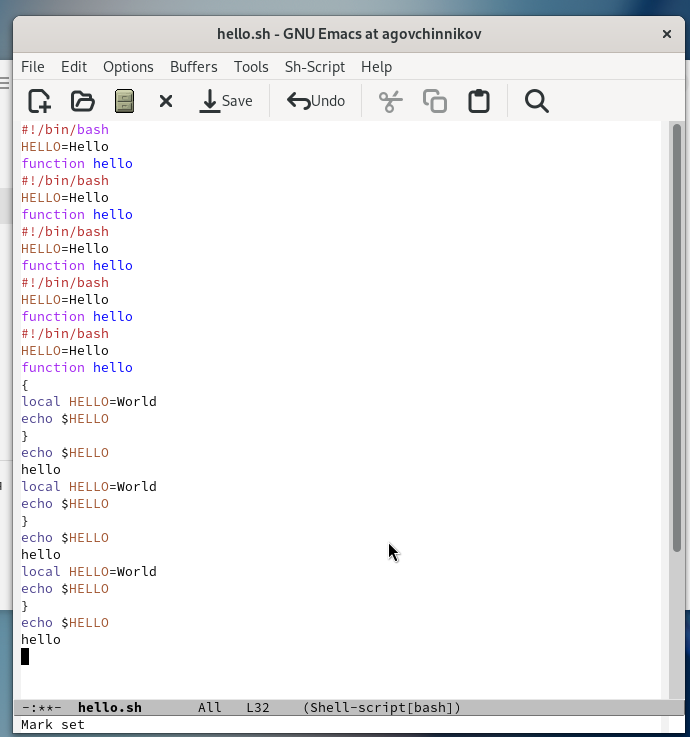 hello.sh - GNU Emacs at agovchinnikov
File Edit Options Buffers Tools Sh-Script Help
Save Undo
#!/bin/bash
HELLO=Hello
function hello
#!/bin/bash
HELLO=Hello
function hello
#!/bin/bash
HELLO=Hello
function hello
#!/bin/bash
HELLO=Hello
function hello
#!/bin/bash
HELLO=Hello
function hello
{
local HELLO=World
echo $HELLO
}
echo $HELLO
hello
local HELLO=World
echo $HELLO
}
echo $HELLO
hello
local HELLO=World
echo $HELLO
}
echo $HELLO
hello
-:**- hello.sh All L32 (Shell-script[bash])
Mark set